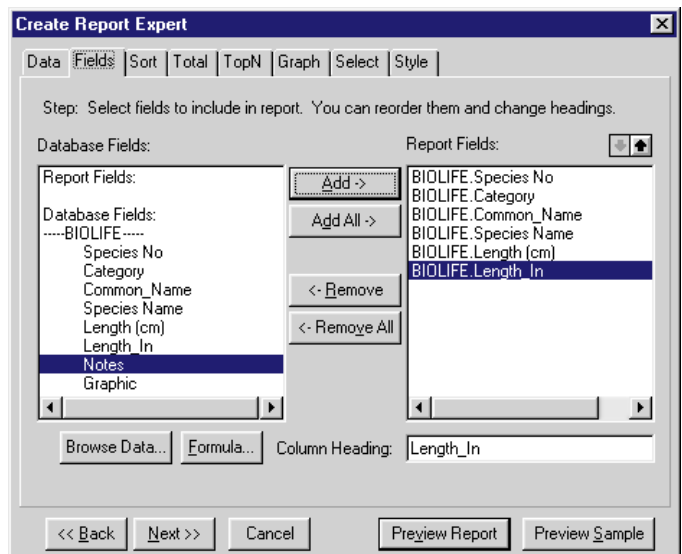 Create Report Expert
Data Fields Sort Total TopN Graph Select Style
Step: Select fields to include in report. You can reorder them and change headings.
Database Fields:
Report Fields:
Database Fields:
-----BIOLIFE-----
Species No
Category
Common_Name
Species Name
Length (cm)
Length_In
Notes
Graphic
Add ->
Add All ->
<- Remove
<- Remove All
Report Fields:
BIOLIFE.Species No
BIOLIFE.Category
BIOLIFE.Common_Name
BIOLIFE.Species Name
BIOLIFE.Length (cm)
BIOLIFE.Length_In
Browse Data... Formula... Column Heading: Length_In
<< Back Next >> Cancel Preview Report Preview Sample